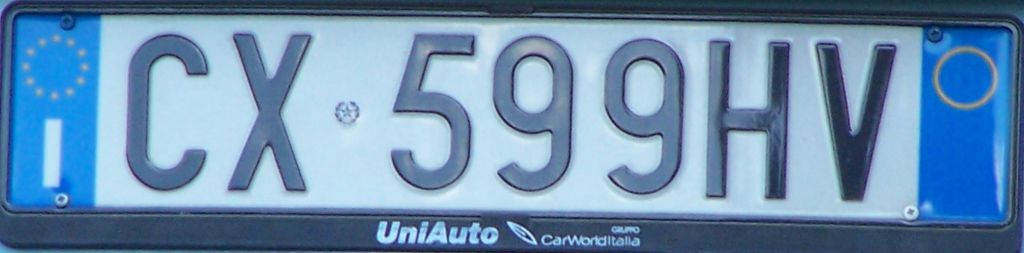 I
CX 599HV
UniAuto GRUPPO CarWorldItalia